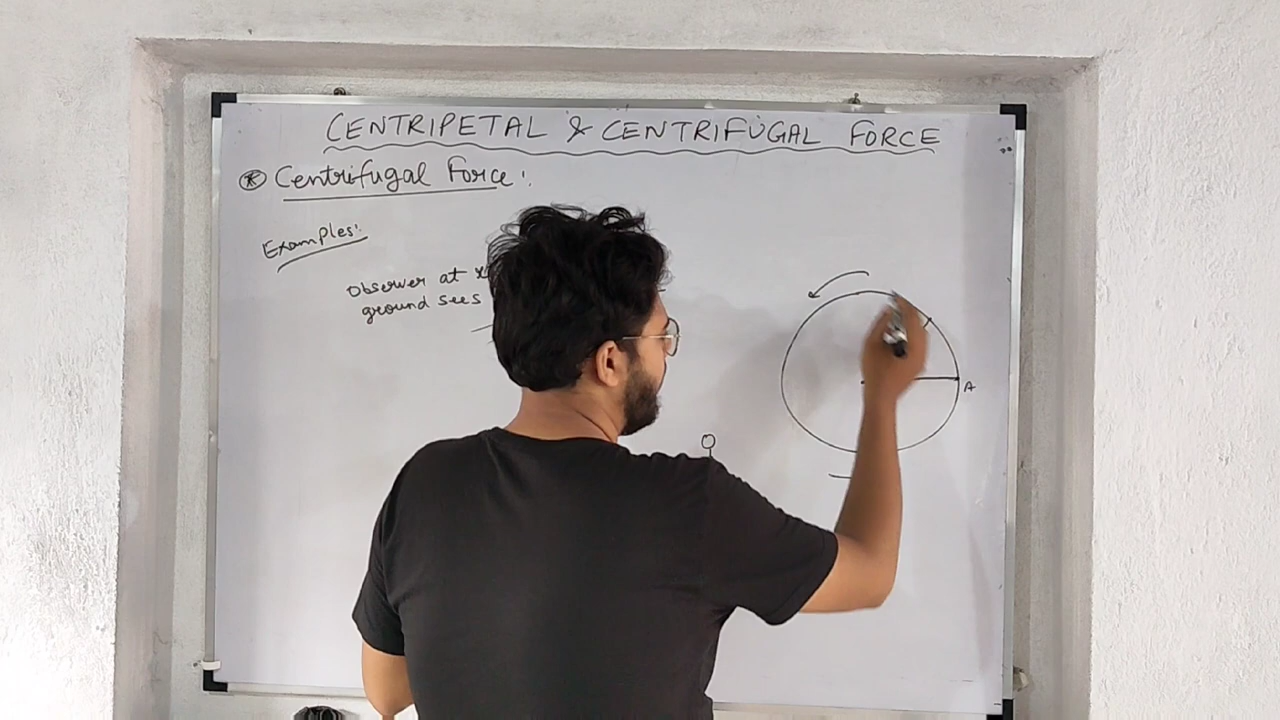 CENTRIPETAL & CENTRIFUGAL FORCE
* Centrifugal Force:
Examples:
Observer at
ground sees
A